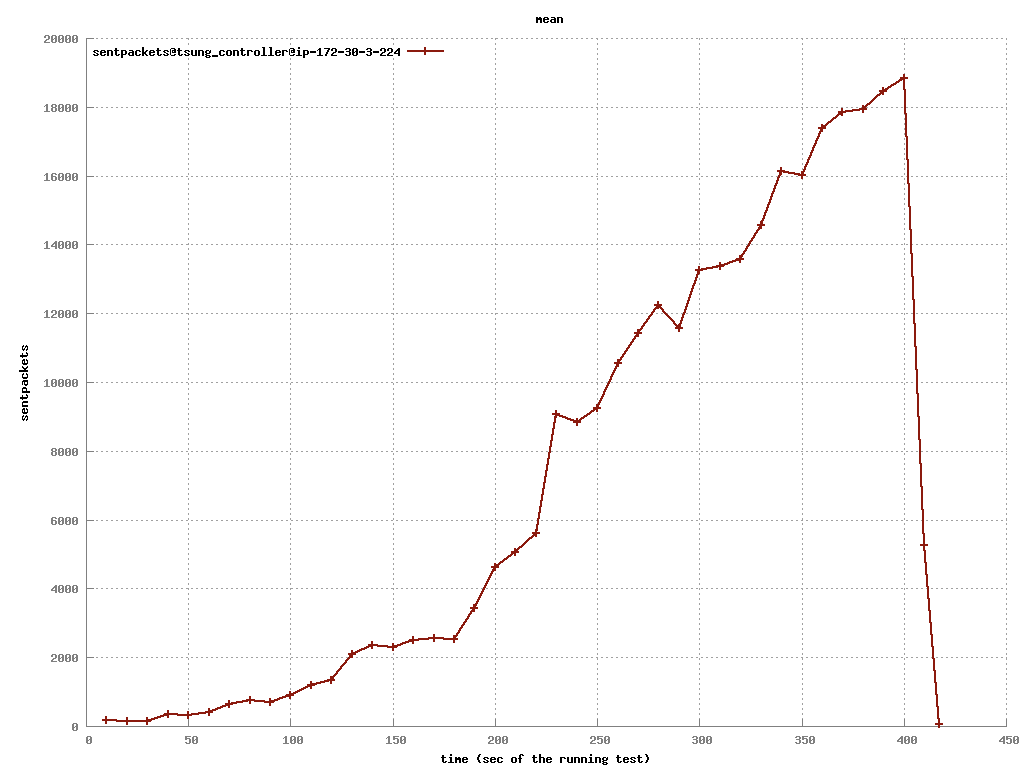 mean
20000
sentpackets@tsung_controller@ip-172-30-3-224
18000
16000
14000
12000
10000
8000
6000
4000
2000
0
sentpackets
0 50 100 150 200 250 300 350 400 450
time (sec of the running test)